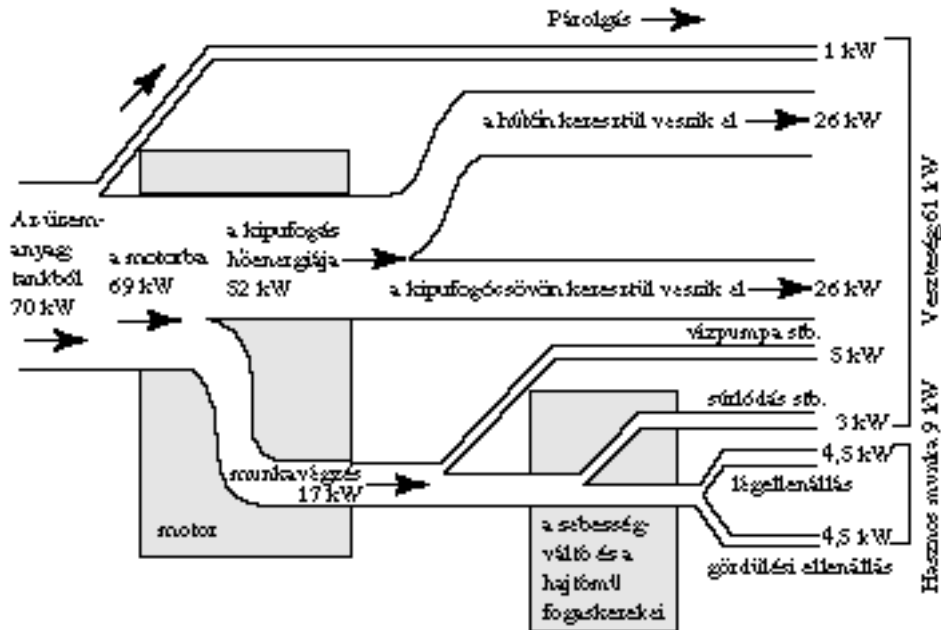 Párolgás
1 kW
a hűtőn keresztül veszik el
26 kW
Az üzem-
anyag
tankból
70 kW
a motorba
69 kW
a kipufogás
hőenergiája
52 kW
a kipufogócsövön keresztül veszik el
26 kW
Veszteség 61 kW
vízpumpa stb.
5 kW
súrlódás stb.
3 kW
munkavégzés
17 kW
4,5 kW
légellenállás
4,5 kW
gördülési ellenállás
Hasznos munka 9 kW
motor
a sebesség-
váltó és a
hajtómű
fogaskerekei